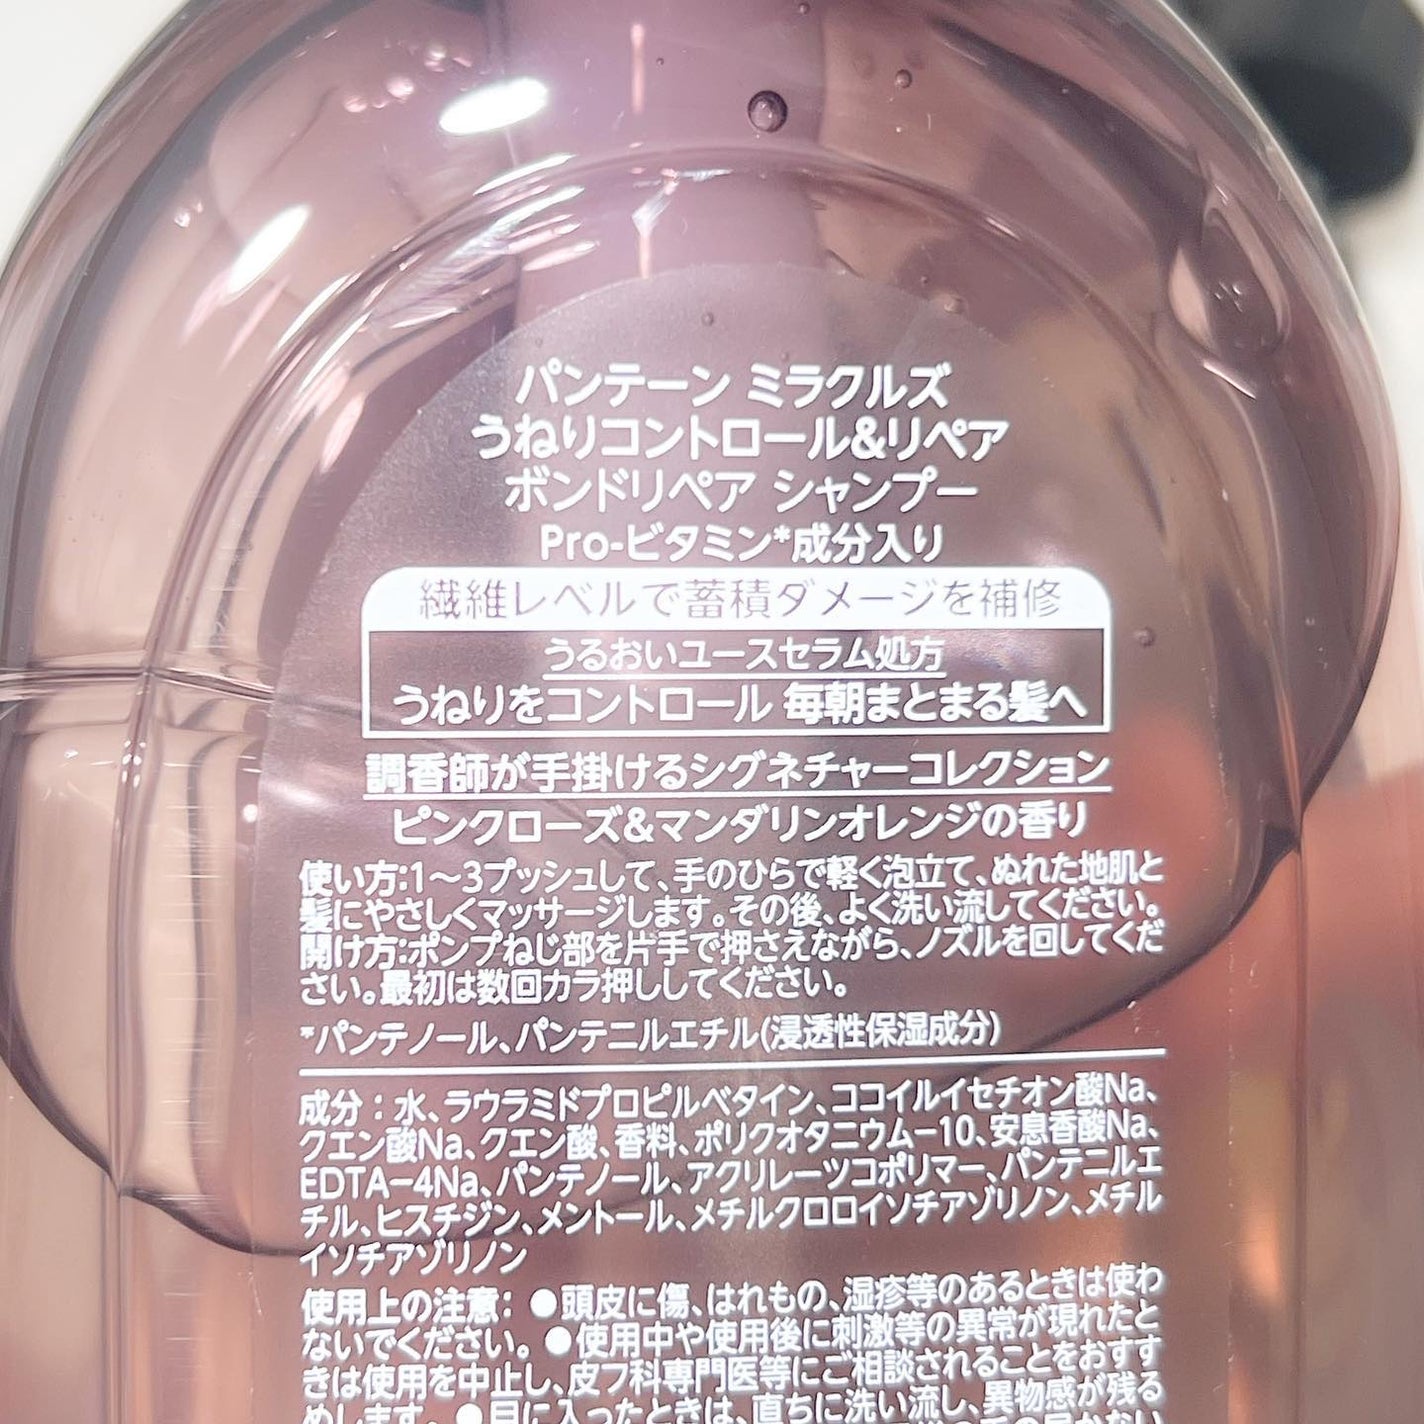 パンテーン ミラクルズ
うねりコントロール&リペア
ボンドリペア シャンプー
Pro-ビタミン*成分入り
繊維レベルで蓄積ダメージを補修
うるおいユースセラム処方
うねりをコントロール 毎朝まとまる髪へ
調香師が手掛けるシグネチャーコレクション
ピンクローズ&マンダリンオレンジの香り
使い方:1〜3プッシュして、手のひらで軽く泡立て、ぬれた地肌と
髪にやさしくマッサージします。その後、よく洗い流してください。
開け方:ポンプねじ部を片手で押さえながら、ノズルを回してくだ
さい。最初は数回カラ押ししてください。
*パンテノール、パンテニルエチル(浸透性保湿成分)
成分：水、ラウラミドプロピルベタイン、ココイルイセチオン酸Na、
クエン酸Na、クエン酸、香料、ポリクオタニウム−10、安息香酸Na、
EDTA−4Na、パンテノール、アクリレーツコポリマー、パンテニルエ
チル、ヒスチジン、メントール、メチルクロロイソチアゾリノン、メチル
イソチアゾリノン
使用上の注意：●頭皮に傷、はれもの、湿疹等のあるときは使わ
ないでください。●使用中や使用後に刺激等の異常が現れたと
きは使用を中止し、皮フ科専門医等にご相談されることをおすす
めします。●目に入ったときは、直ちに洗い流し、異物感が残る